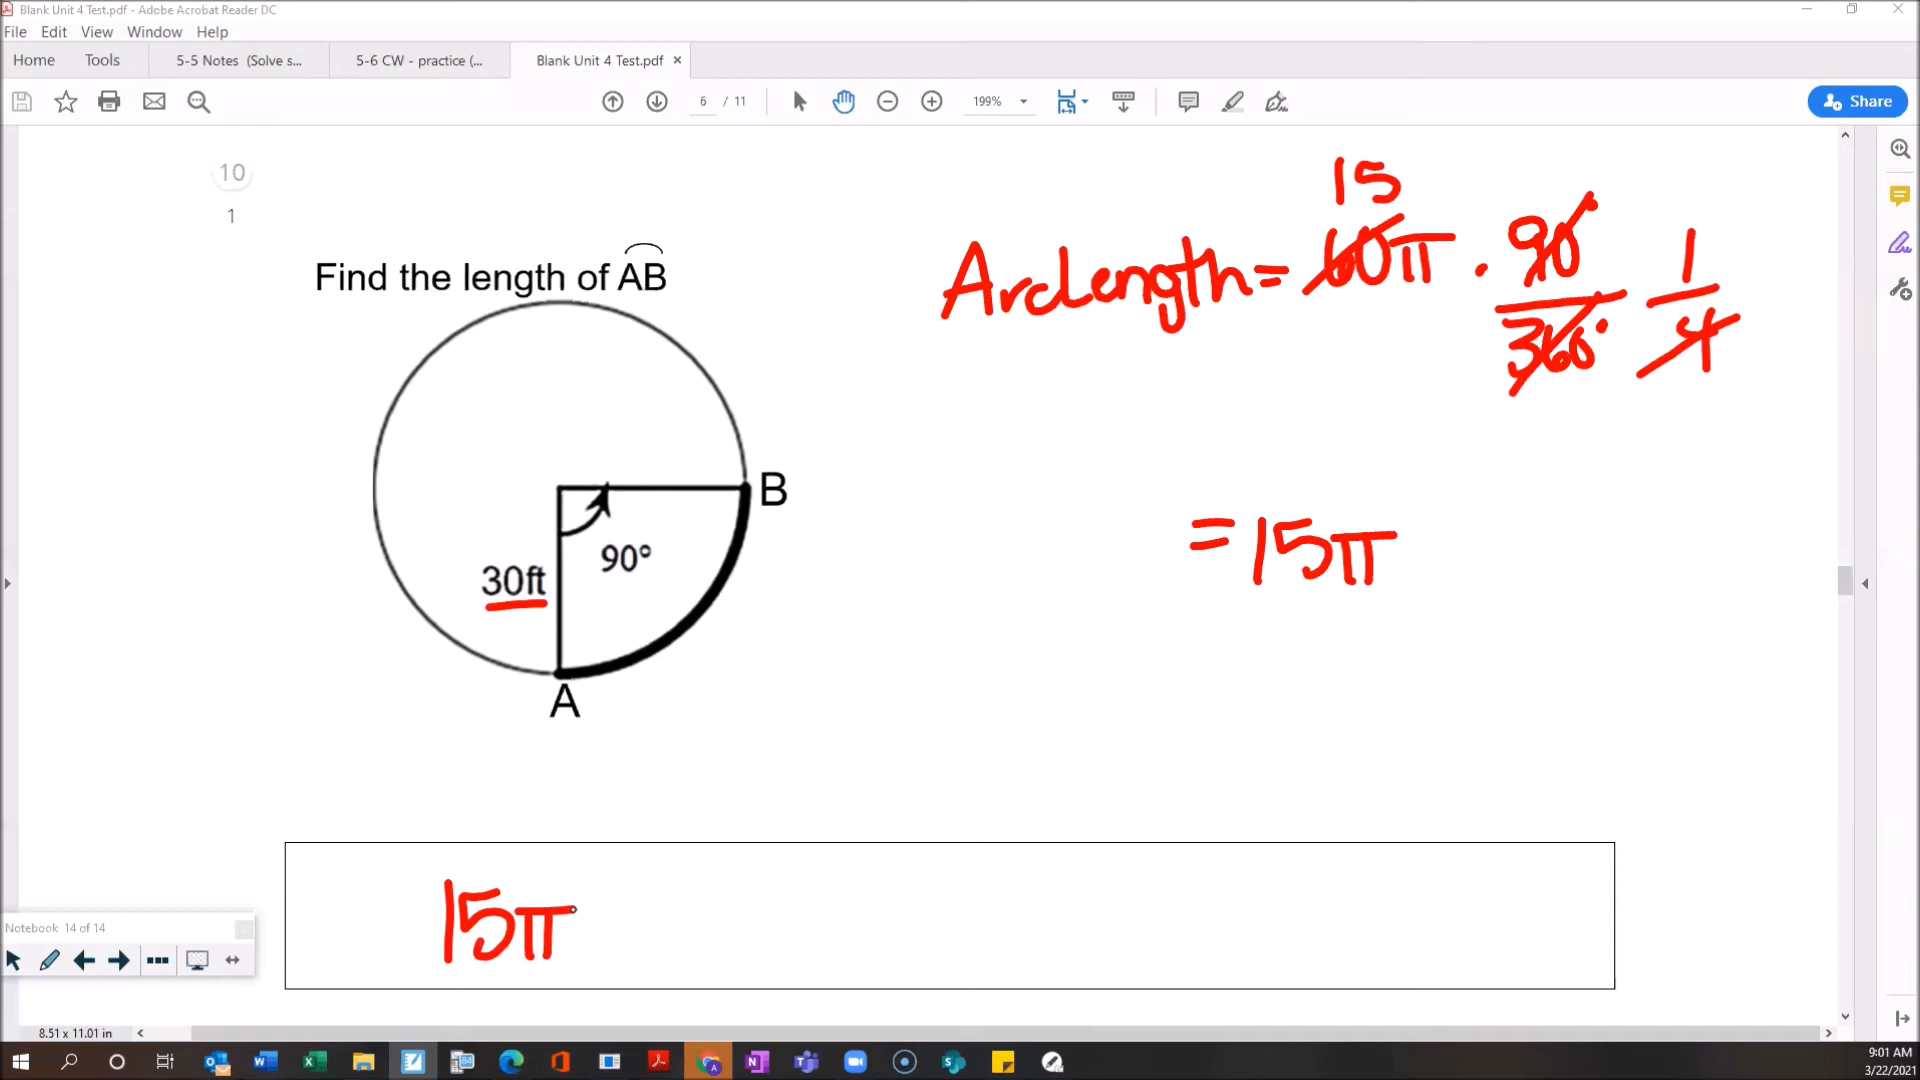 Blank Unit 4 Test.pdf - Adobe Acrobat Reader DC
File Edit View Window Help
Home Tools 5-5 Notes (Solve s... 5-6 CW - practice (... Blank Unit 4 Test.pdf ×
6 / 11 199% Share
10
1
Find the length of AB
30ft
90°
B
A
15
ArcLength = 60π · 90° 1
360° 4
= 15π
15π
Notebook 14 of 14
8.51 x 11.01 in
9:01 AM
3/22/2021